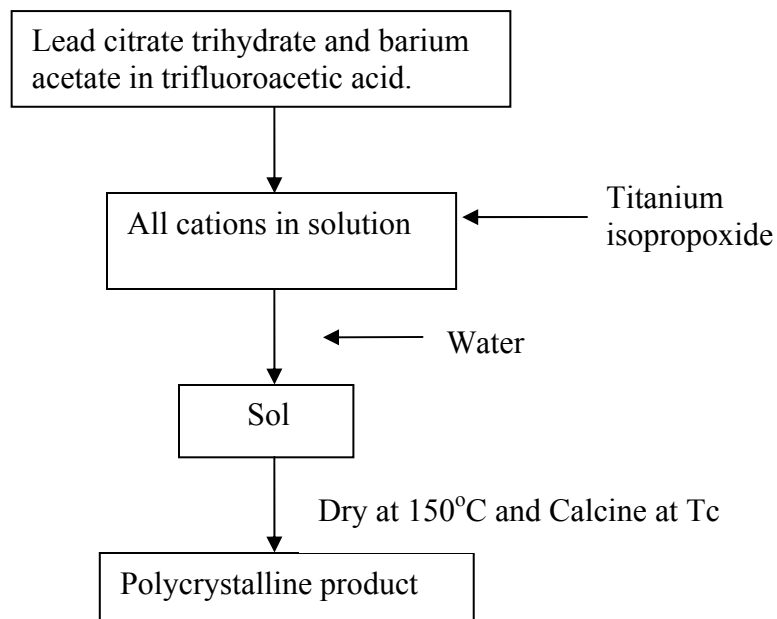 Lead citrate trihydrate and barium
acetate in trifluoroacetic acid.
All cations in solution
Titanium
isopropoxide
Water
Sol
Dry at 150°C and Calcine at Tc
Polycrystalline product